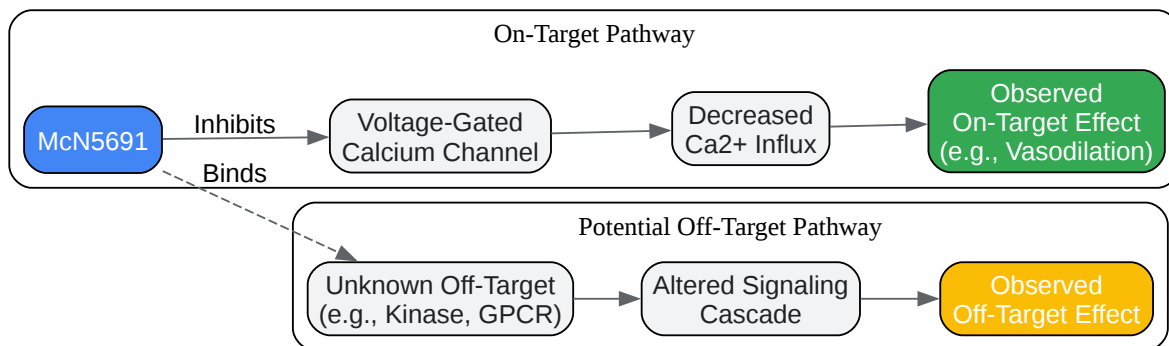 On-Target Pathway
McN5691
Inhibits
Voltage-Gated
Calcium Channel
Decreased
Ca2+ Influx
Observed
On-Target Effect
(e.g., Vasodilation)
Binds
Potential Off-Target Pathway
Unknown Off-Target
(e.g., Kinase, GPCR)
Altered Signaling
Cascade
Observed
Off-Target Effect